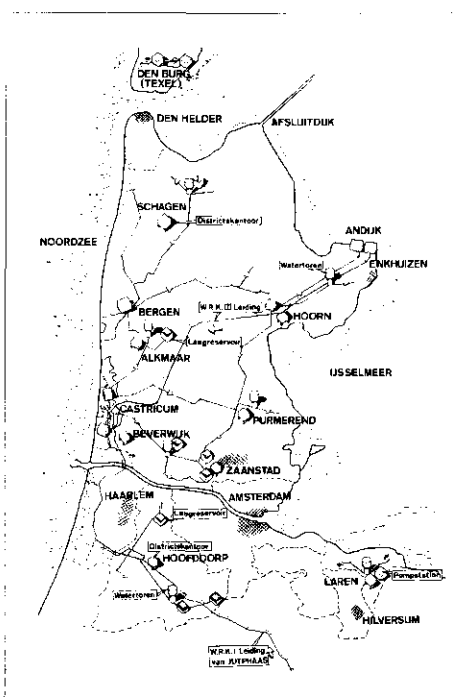 DEN BURG
(TEXEL)
DEN HELDER
AFSLUITDIJK
SCHAGEN
Districtskantoor
NOORDZEE
ANDIJK
Watertoren
ENKHUIZEN
BERGEN
W.R.K. III Leiding
HOORN
Laagreservoir
ALKMAAR
IJSSELMEER
CASTRICUM
PURMEREND
BEVERWIJK
ZAANSTAD
HAARLEM
AMSTERDAM
Laagreservoir
Districtskantoor
HOOFDDORP
LAREN
Pompstation
Watertoren
HILVERSUM
W.R.K. I Leiding
van JUTPHAAS